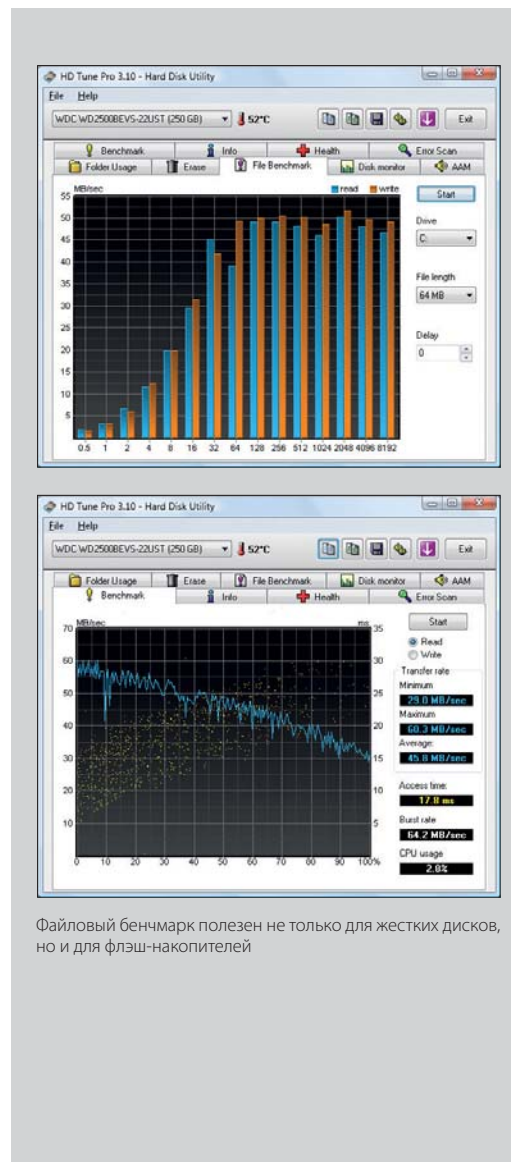 HD Tune Pro 3.10 - Hard Disk Utility
File Help
WDC WD2500BEVS-22UST (250 GB) 52°C Exit
Benchmark Info Health Error Scan
Folder Usage Erase File Benchmark Disk monitor AAM
MB/sec read write Start
55
50
Drive
45
C:
40
35
File length
30
64 MB
25
Delay
20
0
15
10
5
0.5 1 2 4 8 16 32 64 128 256 512 1024 2048 4096 8192
HD Tune Pro 3.10 - Hard Disk Utility
File Help
WDC WD2500BEVS-22UST (250 GB) 52°C Exit
Folder Usage Erase File Benchmark Disk monitor AAM
Benchmark Info Health Error Scan
MB/sec ms Start
70 35
Read
Write
60 30
Transfer rate
Minimum
50 25
29.0 MB/sec
Maximum
40 20
60.3 MB/sec
Average:
45.8 MB/sec
30 15
Access time:
20 10
17.8 ms
Burst rate
10 5
64.2 MB/sec
CPU usage
0 10 20 30 40 50 60 70 80 90 100%
2.8%
Файловый бенчмарк полезен не только для жестких дисков,
но и для флэш-накопителей